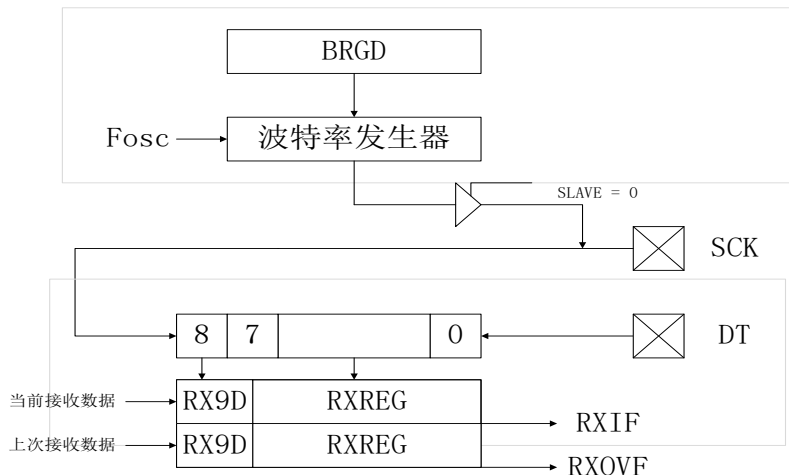 BRGD
Fosc
波特率发生器
SLAVE = 0
SCK
8 7 0
DT
当前接收数据
RX9D RXREG
RXIF
上次接收数据
RX9D RXREG
RXOVF